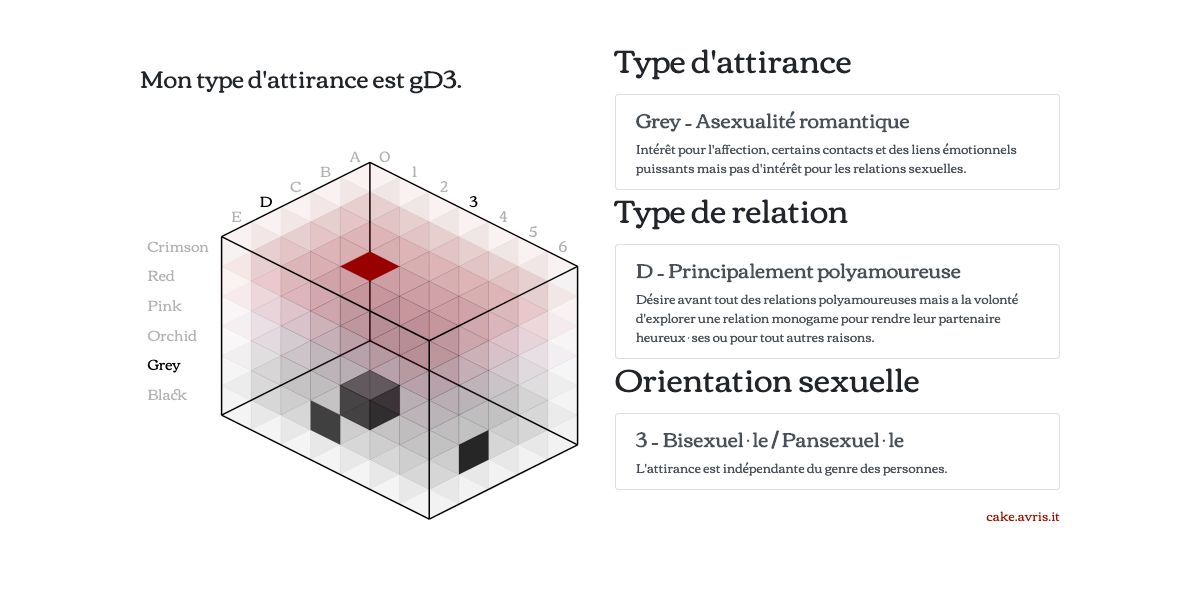 Mon type d'attirance est gD3.
A O
B 1
C 2
D 3
E 4
5
6
Crimson
Red
Pink
Orchid
Grey
Black
Type d'attirance
Grey - Asexualité romantique
Intérêt pour l'affection, certains contacts et des liens émotionnels
puissants mais pas d'intérêt pour les relations sexuelles.
Type de relation
D - Principalement polyamoureuse
Désire avant tout des relations polyamoureuses mais a la volonté
d'explorer une relation monogame pour rendre leur partenaire
heureux·ses ou pour tout autres raisons.
Orientation sexuelle
3 - Bisexuel·le / Pansexuel·le
L'attirance est indépendante du genre des personnes.
cake.avris.it